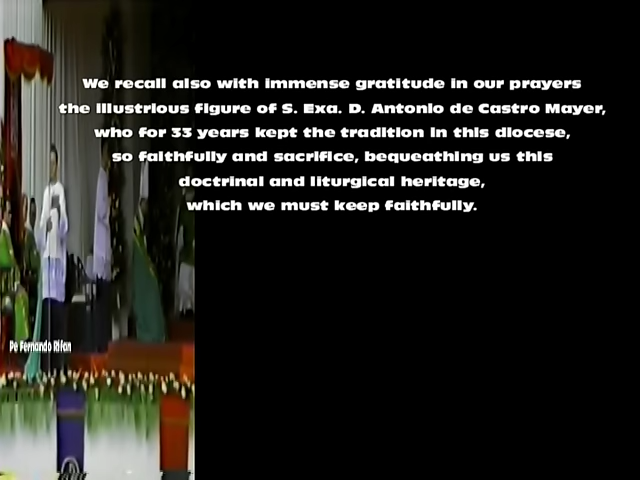 We recall also with immense gratitude in our prayers
the illustrious figure of S. Exa. D. Antonio de Castro Mayer,
who for 33 years kept the tradition in this diocese,
so faithfully and sacrifice, bequeathing us this
doctrinal and liturgical heritage,
which we must keep faithfully.
Pe Fernando Rifan